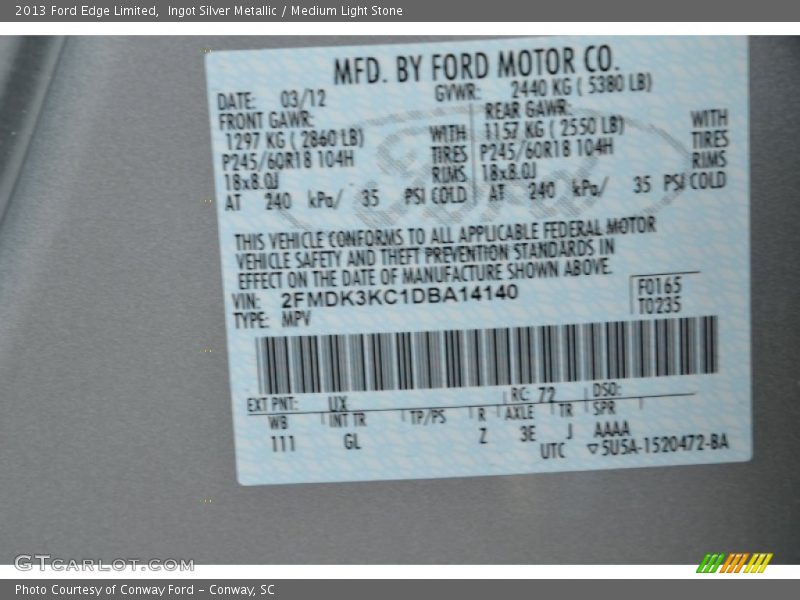 2013 Ford Edge Limited,  Ingot Silver Metallic / Medium Light Stone
MFD. BY FORD MOTOR CO.
DATE: 03/12 GVWR: 2440 KG ( 5380 LB)
FRONT GAWR: REAR GAWR:
1297 KG ( 2860 LB) WITH 1157 KG ( 2550 LB) WITH
P245/60R18 104H TIRES P245/60R18 104H TIRES
18x8.0J RIMS 18x8.0J RIMS
AT 240 kPa/ 35 PSI COLD AT 240 kPa/ 35 PSI COLD
THIS VEHICLE CONFORMS TO ALL APPLICABLE FEDERAL MOTOR
VEHICLE SAFETY AND THEFT PREVENTION STANDARDS IN
EFFECT ON THE DATE OF MANUFACTURE SHOWN ABOVE.
VIN: 2FMDK3KC1DBA14140 F0165
TYPE: MPV T0235
EXT PNT: UX RC: 72 DSO:
WB INT TR TP/PS R AXLE TR SPR
111 GL Z 3E J AAAA
UTC ▽5U5A-1520472-BA
GTCARLOT.COM
Photo Courtesy of Conway Ford - Conway, SC